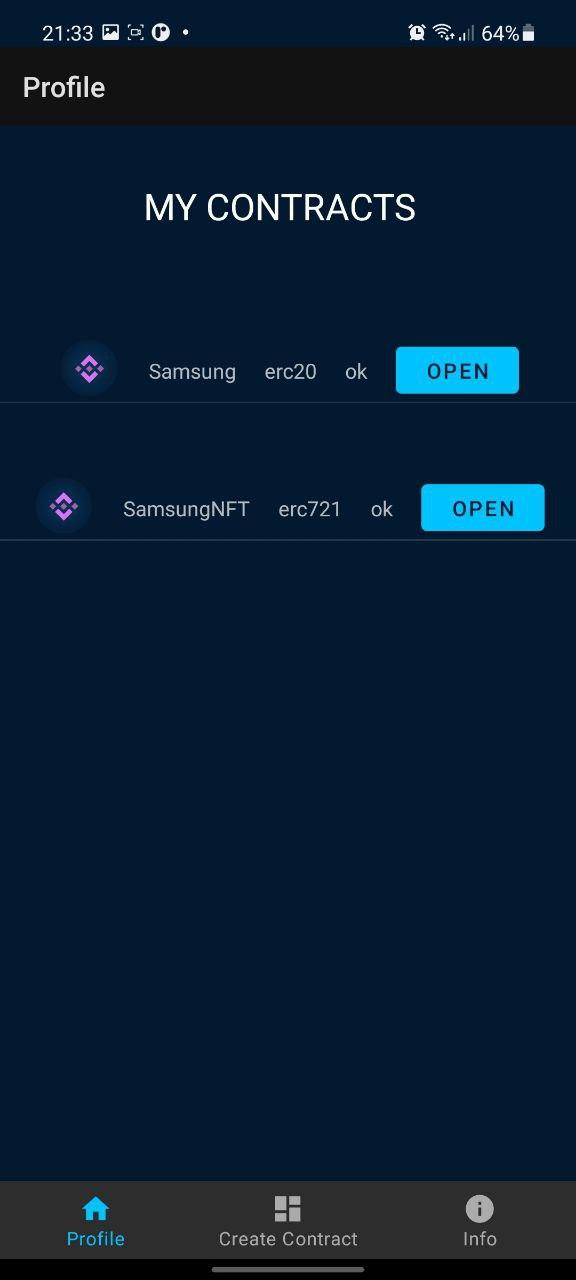 21:33 64%
Profile
MY CONTRACTS
Samsung erc20 ok OPEN
SamsungNFT erc721 ok OPEN
Profile Create Contract Info